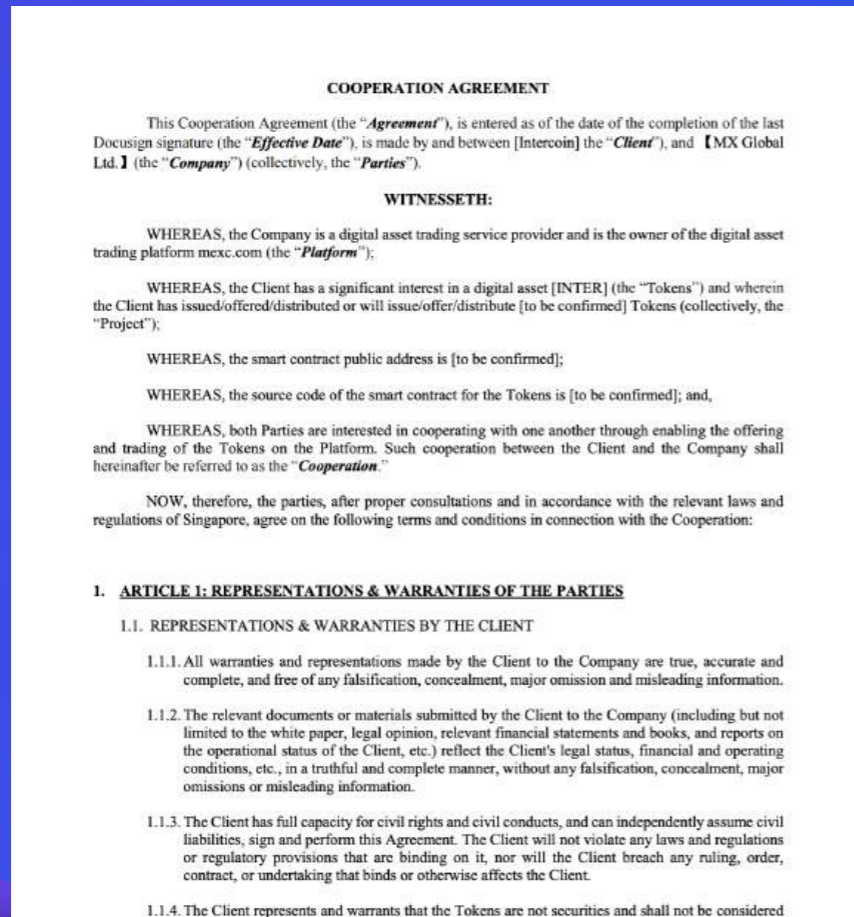 COOPERATION AGREEMENT
This Cooperation Agreement (the “Agreement”), is entered as of the date of the completion of the last
Docusign signature (the “Effective Date”), is made by and between [Intercoin] the “Client”), and 【MX Global
Ltd.】 (the “Company”) (collectively, the “Parties”).
WITNESSETH:
WHEREAS, the Company is a digital asset trading service provider and is the owner of the digital asset
trading platform mexc.com (the “Platform”);
WHEREAS, the Client has a significant interest in a digital asset [INTER] (the “Tokens”) and wherein
the Client has issued/offered/distributed or will issue/offer/distribute [to be confirmed] Tokens (collectively, the
“Project”);
WHEREAS, the smart contract public address is [to be confirmed];
WHEREAS, the source code of the smart contract for the Tokens is [to be confirmed]; and,
WHEREAS, both Parties are interested in cooperating with one another through enabling the offering
and trading of the Tokens on the Platform. Such cooperation between the Client and the Company shall
hereinafter be referred to as the “Cooperation.”
NOW, therefore, the parties, after proper consultations and in accordance with the relevant laws and
regulations of Singapore, agree on the following terms and conditions in connection with the Cooperation:
1. ARTICLE 1: REPRESENTATIONS & WARRANTIES OF THE PARTIES
1.1. REPRESENTATIONS & WARRANTIES BY THE CLIENT
1.1.1. All warranties and representations made by the Client to the Company are true, accurate and
complete, and free of any falsification, concealment, major omission and misleading information.
1.1.2. The relevant documents or materials submitted by the Client to the Company (including but not
limited to the white paper, legal opinion, relevant financial statements and books, and reports on
the operational status of the Client, etc.) reflect the Client's legal status, financial and operating
conditions, etc., in a truthful and complete manner, without any falsification, concealment, major
omissions or misleading information.
1.1.3. The Client has full capacity for civil rights and civil conducts, and can independently assume civil
liabilities, sign and perform this Agreement. The Client will not violate any laws and regulations
or regulatory provisions that are binding on it, nor will the Client breach any ruling, order,
contract, or undertaking that binds or otherwise affects the Client.
1.1.4. The Client represents and warrants that the Tokens are not securities and shall not be considered